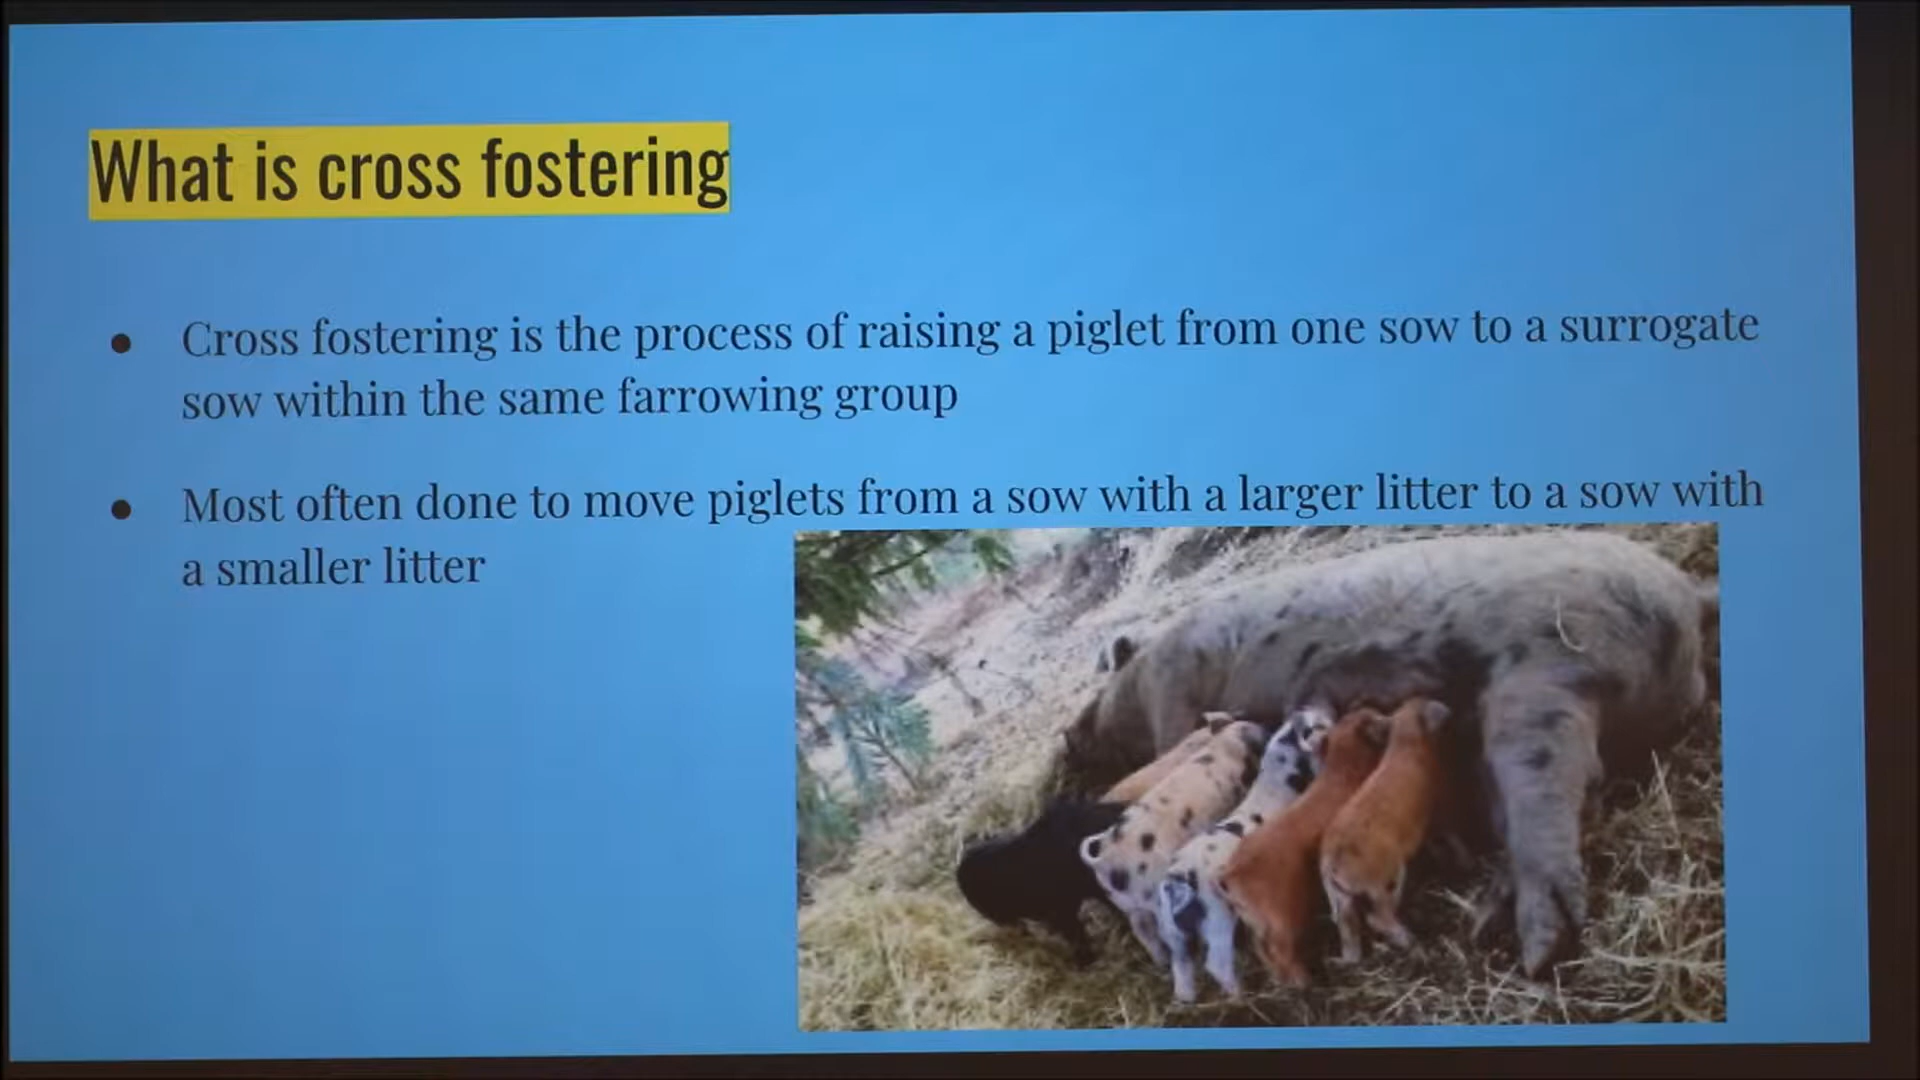 What is cross fostering
● Cross fostering is the process of raising a piglet from one sow to a surrogate
sow within the same farrowing group
● Most often done to move piglets from a sow with a larger litter to a sow with
a smaller litter